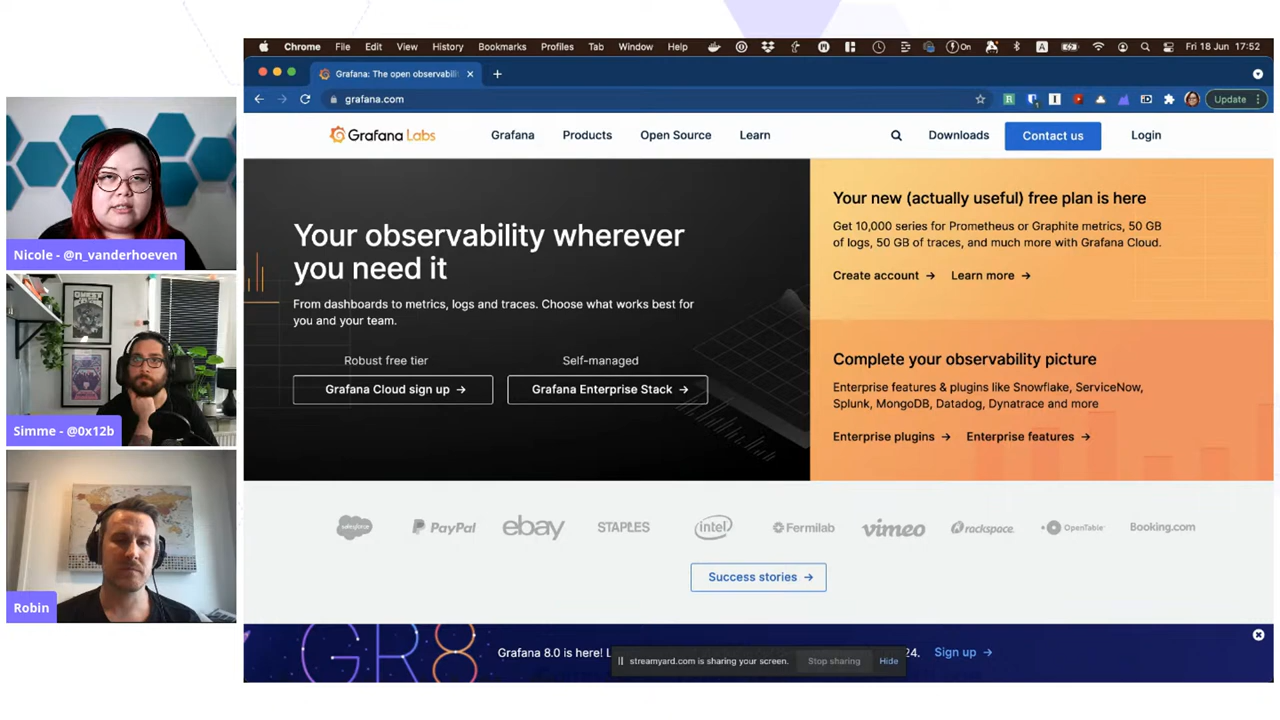 Chrome File Edit View History Bookmarks Profiles Tab Window Help
On A Fri 18 Jun 17:52
Grafana: The open observabili
grafana.com
Update
Grafana Labs
Grafana Products Open Source Learn Downloads Contact us Login
Your observability wherever
you need it
From dashboards to metrics, logs and traces. Choose what works best for
you and your team.
Robust free tier
Grafana Cloud sign up →
Self-managed
Grafana Enterprise Stack →
Your new (actually useful) free plan is here
Get 10,000 series for Prometheus or Graphite metrics, 50 GB
of logs, 50 GB of traces, and much more with Grafana Cloud.
Create account → Learn more →
Complete your observability picture
Enterprise features & plugins like Snowflake, ServiceNow,
Splunk, MongoDB, Datadog, Dynatrace and more
Enterprise plugins → Enterprise features →
salesforce PayPal ebay STAPLES intel Fermilab vimeo rackspace OpenTable Booking.com
Success stories →
GR8
Grafana 8.0 is here! L
24.
Sign up →
streamyard.com is sharing your screen. Stop sharing Hide
Nicole - @n_vanderhoeven
Simme - @0x12b
Robin